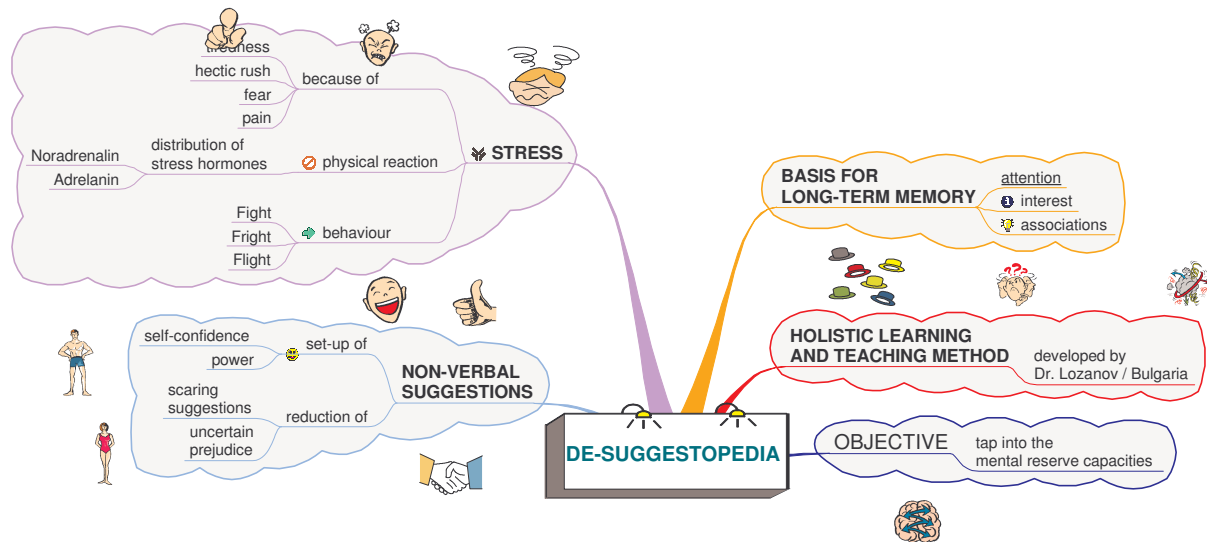 tiredness
hectic rush
fear
pain
because of
Noradrenalin
Adrelanin
distribution of
stress hormones
physical reaction
STRESS
Fight
Fright
Flight
behaviour
BASIS FOR
LONG-TERM MEMORY
attention
interest
associations
HOLISTIC LEARNING
AND TEACHING METHOD
developed by
Dr. Lozanov / Bulgaria
self-confidence
power
set-up of
NON-VERBAL
SUGGESTIONS
scaring
suggestions
uncertain
prejudice
reduction of
DE-SUGGESTOPEDIA
OBJECTIVE
tap into the
mental reserve capacities